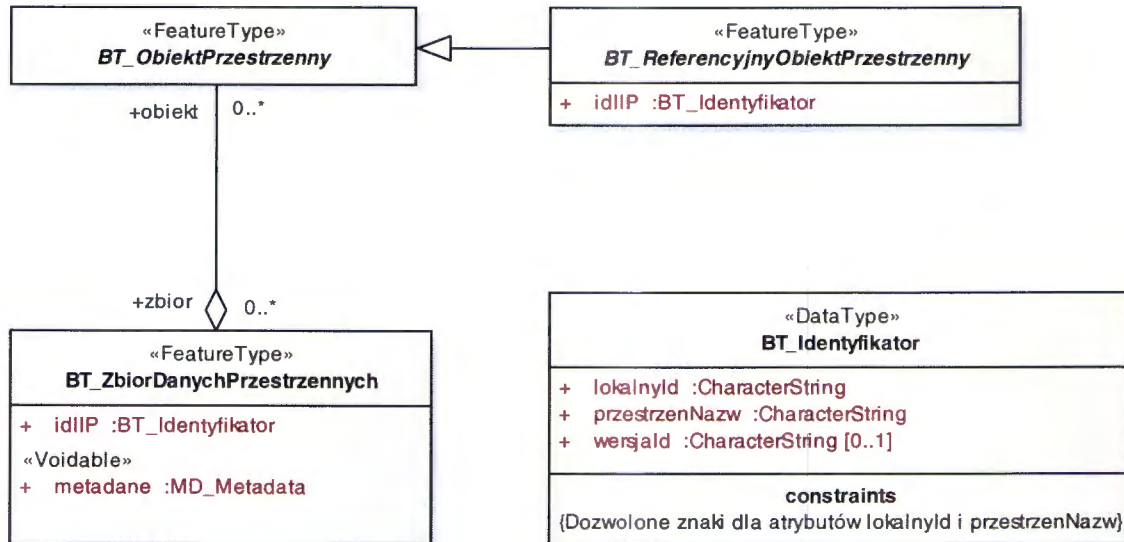 «FeatureType»
BT_ObiektPrzestrzenny
«FeatureType»
BT_ReferencyjnyObiektPrzestrzenny
+ idIIP :BT_Identyfikator
+obiekt 0..*
+zbior 0..*
«FeatureType»
BT_ZbiorDanychPrzestrzennych
+ idIIP :BT_Identyfikator
«Voidable»
+ metadane :MD_Metadata
«DataType»
BT_Identyfikator
+ lokalnyId :CharacterString
+ przestrzenNazw :CharacterString
+ wersjaId :CharacterString [0..1]
constraints
{Dozwolone znaki dla atrybutów lokalnyId i przestrzenNazw}